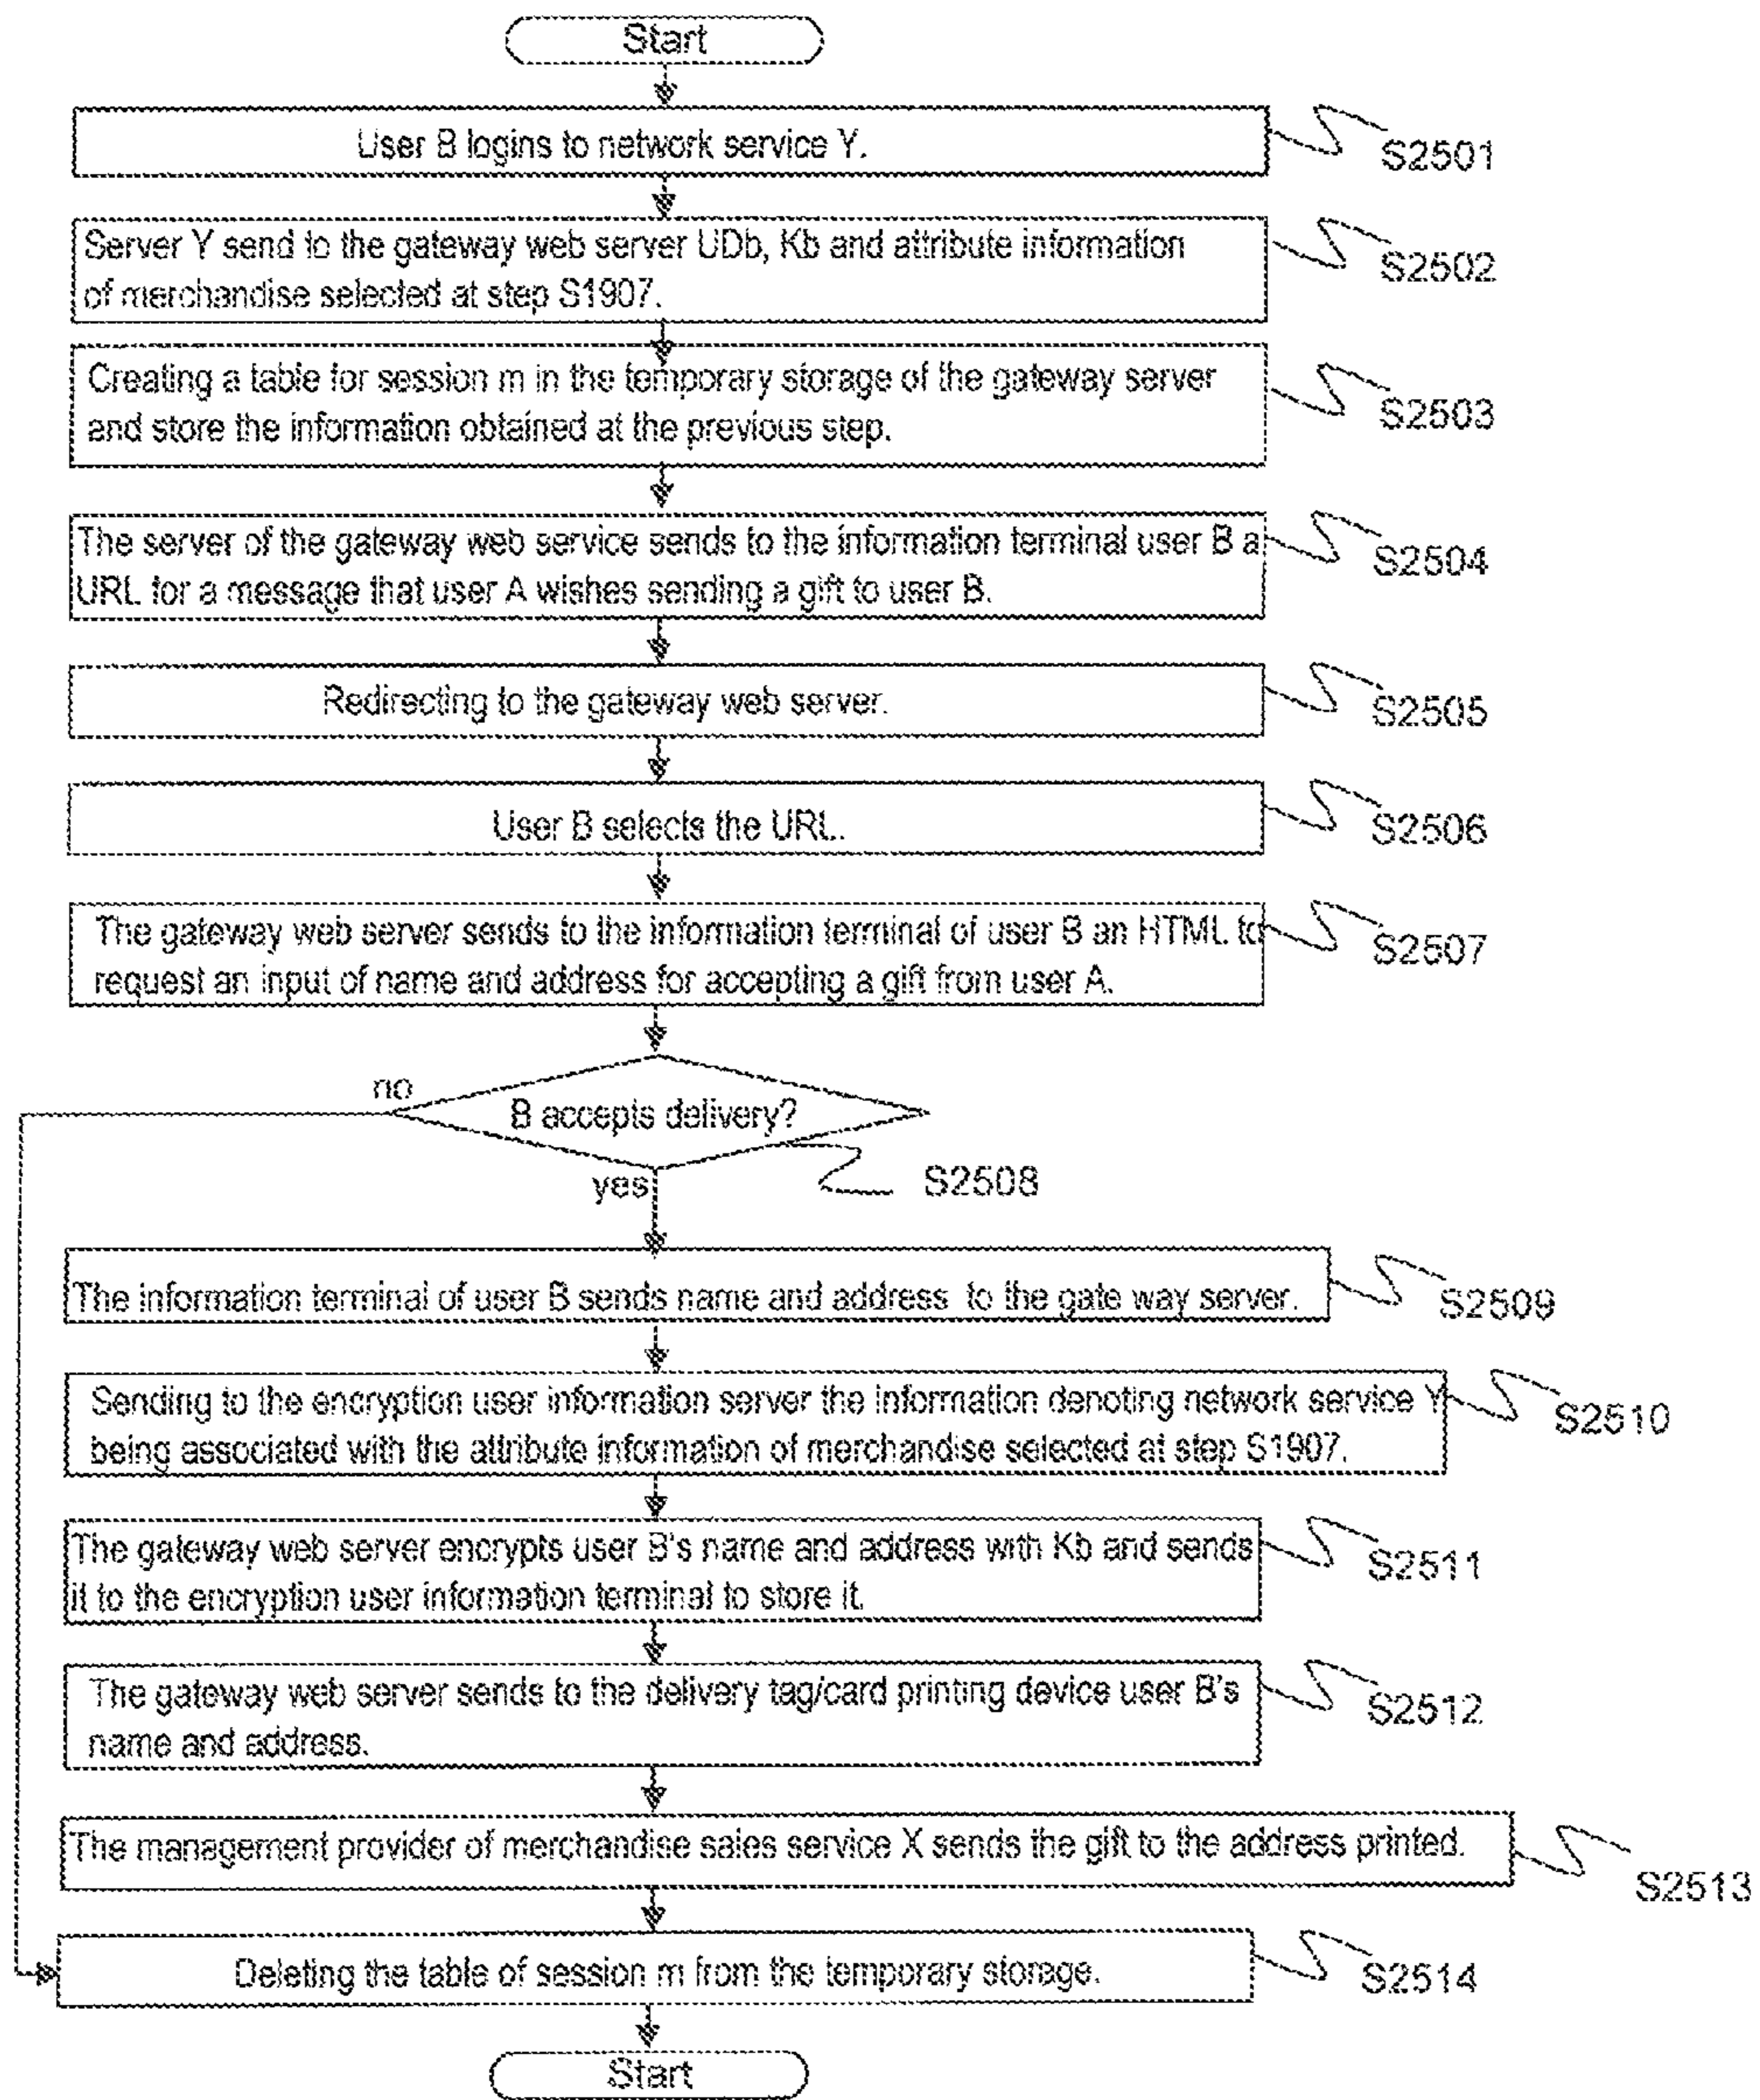 Start
User B logins to network service Y.
S2501
Server Y send to the gateway web server UDb, Kb and attribute information
of merchandise selected at step S1907.
S2502
Creating a table for session m in the temporary storage of the gateway server
and store the information obtained at the previous step.
S2503
The server of the gateway web service sends to the information terminal user B a
URL for a message that user A wishes sending a gift to user B.
S2504
Redirecting to the gateway web server.
S2505
User B selects the URL.
S2506
The gateway web server sends to the information terminal of user B an HTML to
request an input of name and address for accepting a gift from user A.
S2507
no
B accepts delivery?
yes
S2508
The information terminal of user B sends name and address to the gate way server.
S2509
Sending to the encryption user information server the information denoting network service Y
being associated with the attribute information of merchandise selected at step S1907.
S2510
The gateway web server encrypts user B's name and address with Kb and sends
it to the encryption user information terminal to store it.
S2511
The gateway web server sends to the delivery tag/card printing device user B's
name and address.
S2512
The management provider of merchandise sales service X sends the gift to the address printed.
S2513
Deleting the table of session m from the temporary storage.
S2514
Start